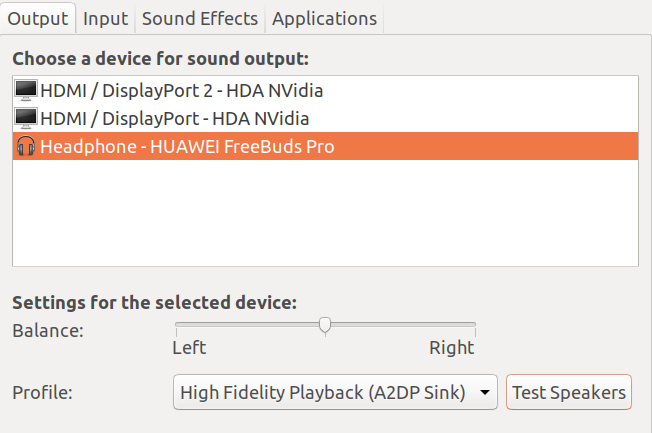 Output Input Sound Effects Applications
Choose a device for sound output:
HDMI / DisplayPort 2 - HDA NVidia
HDMI / DisplayPort - HDA NVidia
Headphone - HUAWEI FreeBuds Pro
Settings for the selected device:
Balance:
Left Right
Profile: High Fidelity Playback (A2DP Sink) Test Speakers